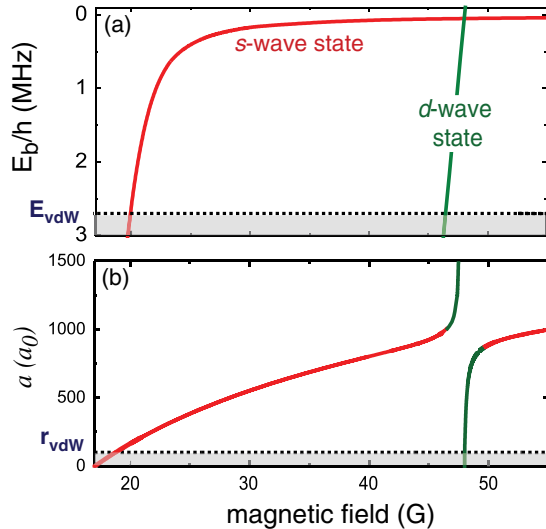 (a)
s-wave state
d-wave
state
E_b/h (MHz)
0
1
2
3
E_vdW
(b)
a (a_0)
1500
1000
500
0
r_vdW
20
30
40
50
magnetic field (G)